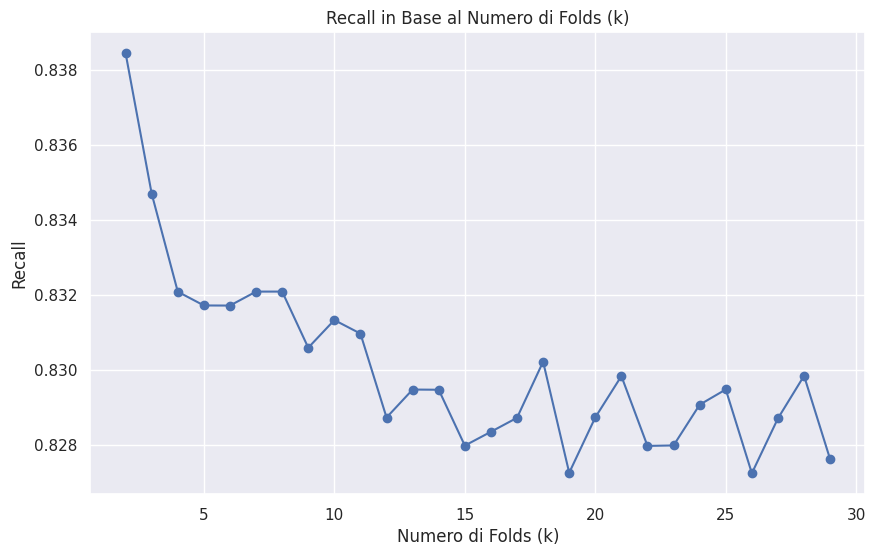 Recall in Base al Numero di Folds (k)
0.838
0.836
0.834
0.832
0.830
0.828
Recall
5 10 15 20 25 30
Numero di Folds (k)